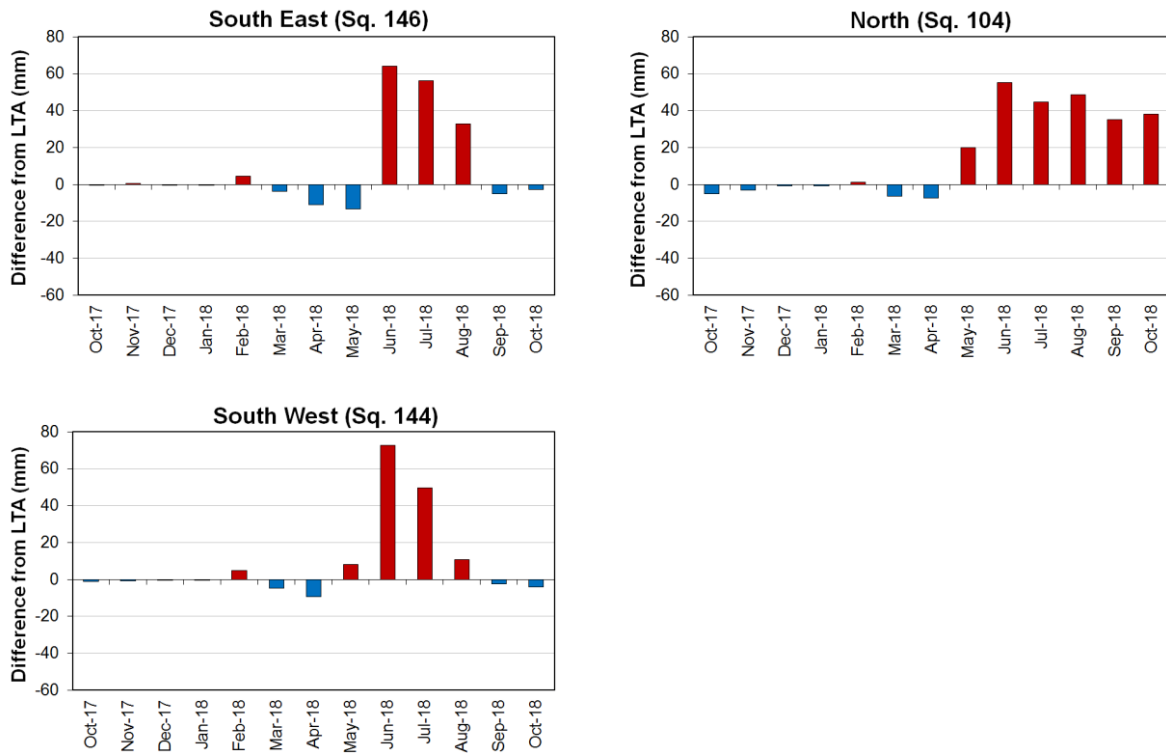 South East (Sq. 146)
Difference from LTA (mm)
80
60
40
20
0
-20
-40
-60
Oct-17
Nov-17
Dec-17
Jan-18
Feb-18
Mar-18
Apr-18
May-18
Jun-18
Jul-18
Aug-18
Sep-18
Oct-18
North (Sq. 104)
Difference from LTA (mm)
80
60
40
20
0
-20
-40
-60
Oct-17
Nov-17
Dec-17
Jan-18
Feb-18
Mar-18
Apr-18
May-18
Jun-18
Jul-18
Aug-18
Sep-18
Oct-18
South West (Sq. 144)
Difference from LTA (mm)
80
60
40
20
0
-20
-40
-60
Oct-17
Nov-17
Dec-17
Jan-18
Feb-18
Mar-18
Apr-18
May-18
Jun-18
Jul-18
Aug-18
Sep-18
Oct-18